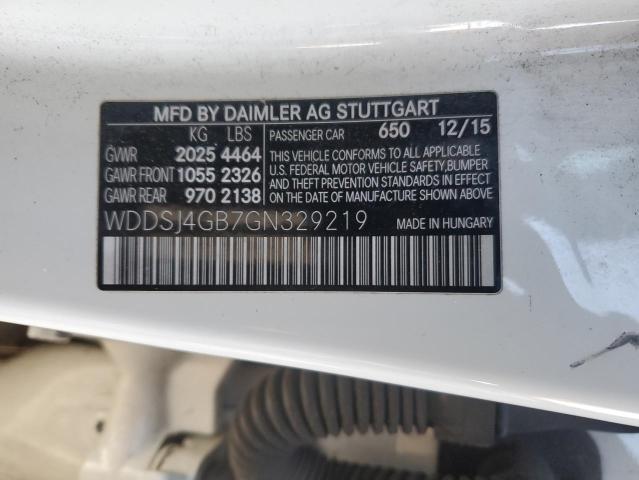 MFD BY DAIMLER AG STUTTGART
KG LBS PASSENGER CAR 650 12/15
GVWR 2025 4464 THIS VEHICLE CONFORMS TO ALL APPLICABLE
GAWR FRONT 1055 2326 U.S. FEDERAL MOTOR VEHICLE SAFETY, BUMPER
GAWR REAR 970 2138 AND THEFT PREVENTION STANDARDS IN EFFECT
ON THE DATE OF MANUFACTURE SHOWN ABOVE
WDDSJ4GB7GN329219 MADE IN HUNGARY